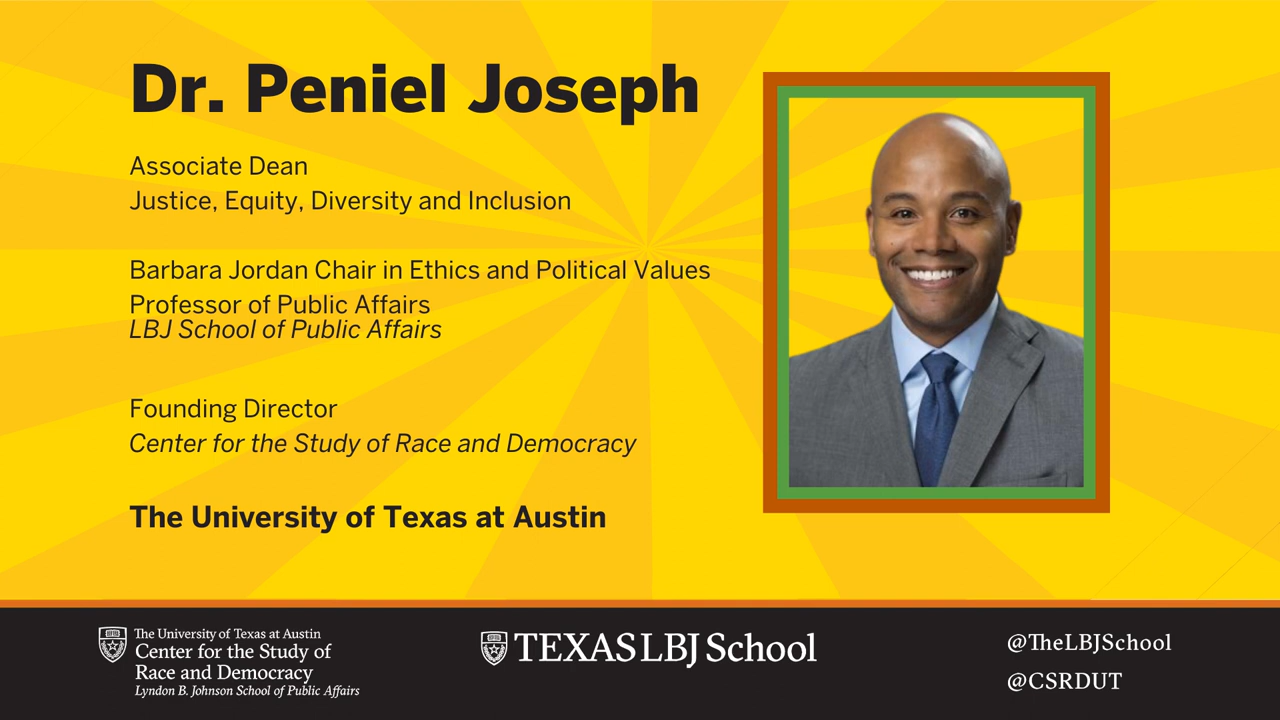 Dr. Peniel Joseph
Associate Dean
Justice, Equity, Diversity and Inclusion
Barbara Jordan Chair in Ethics and Political Values
Professor of Public Affairs
LBJ School of Public Affairs
Founding Director
Center for the Study of Race and Democracy
The University of Texas at Austin
The University of Texas at Austin
Center for the Study of
Race and Democracy
Lyndon B. Johnson School of Public Affairs
TEXAS LBJ School
@TheLBJSchool
@CSRDUT